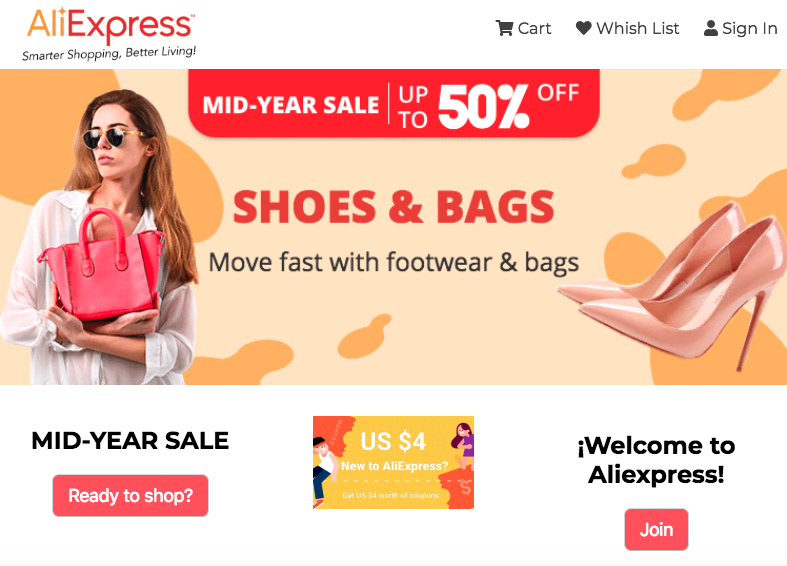 AliExpress™
Smarter Shopping, Better Living!
Cart
Whish List
Sign In
MID-YEAR SALE
UP TO
50%
OFF
SHOES & BAGS
Move fast with footwear & bags
MID-YEAR SALE
Ready to shop?
US $4
New to AliExpress?
Get US $4 worth of coupons
¡Welcome to
Aliexpress!
Join